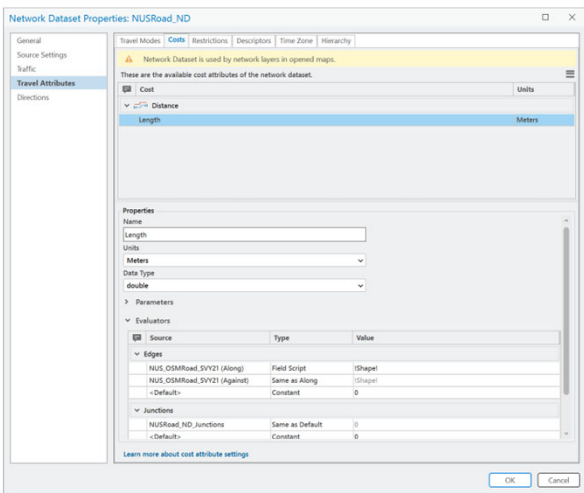 Network Dataset Properties: NUSRoad_ND
General
Source Settings
Traffic
Travel Attributes
Directions
Travel Modes Costs Restrictions Descriptors Time Zone Hierarchy
Network Dataset is used by network layers in opened maps.
These are the available cost attributes of the network dataset.
Cost Units
Distance
Length Meters
Properties
Name
Length
Units
Meters
Data Type
double
Parameters
Evaluators
Source Type Value
Edges
NUS_OSMRoad_SVY21 (Along) Field Script !Shape!
NUS_OSMRoad_SVY21 (Against) Same as Along !Shape!
<Default> Constant 0
Junctions
NUSRoad_ND_Junctions Same as Default 0
<Default> Constant 0
Learn more about cost attribute settings
OK Cancel